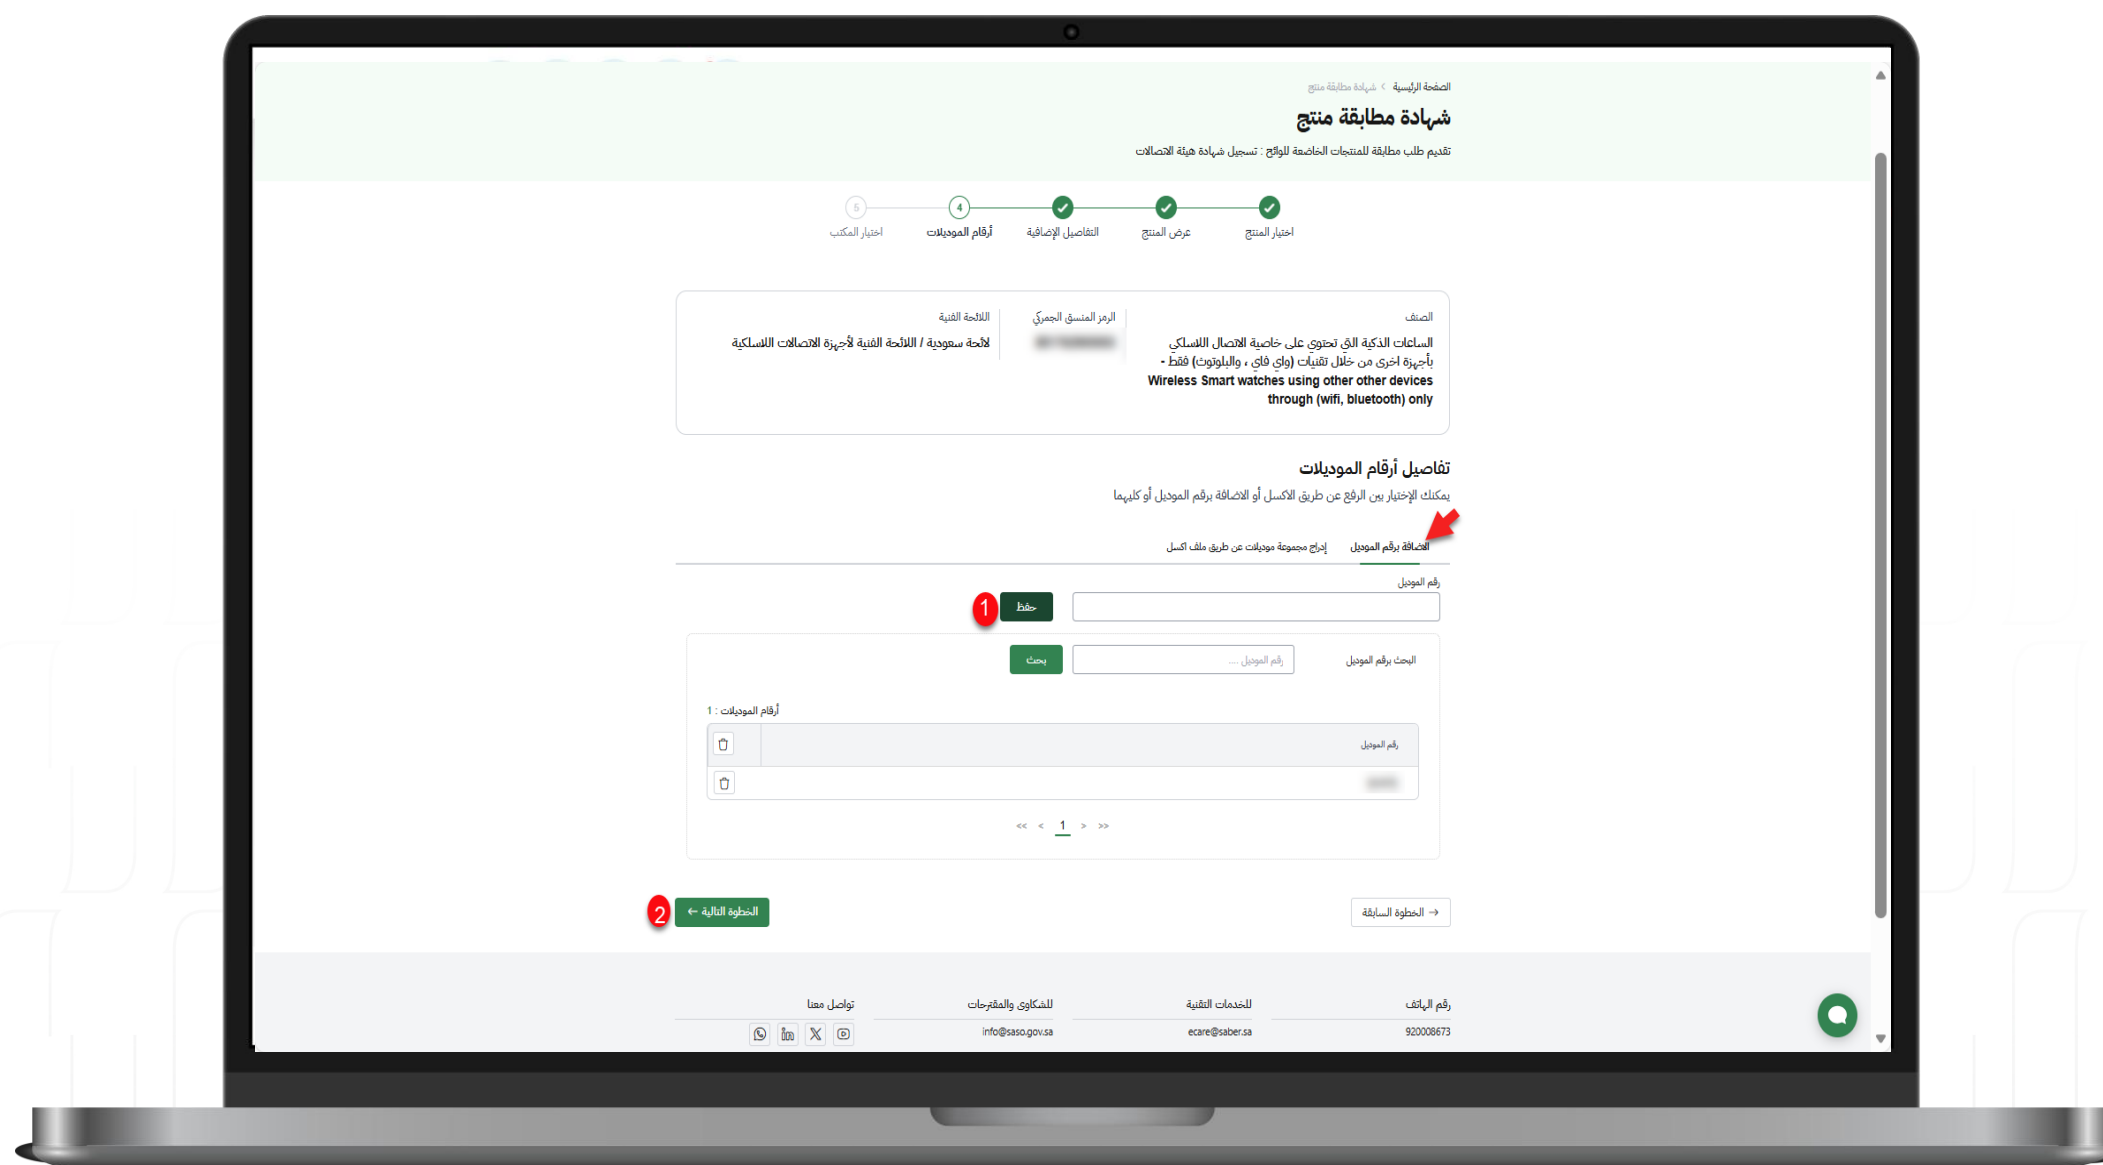 الصفحة الرئيسية > شهادة مطابقة منتج
شهادة مطابقة منتج
تقديم طلب مطابقة للمنتجات الخاضعة للوائح : تسجيل شهادة هيئة الاتصالات
4 5
اختيار المنتج عرض المنتج التفاصيل الإضافية أرقام الموديلات اختيار المكتب
الصنف الرمز المنسق الجمركي اللائحة الفنية
الساعات الذكية التي تحتوي على خاصية الاتصال اللاسلكي لائحة سعودية / اللائحة الفنية لأجهزة الاتصالات اللاسلكية
بأجهزة اخرى من خلال تقنيات (واي فاي ، والبلوتوث) فقط -
Wireless Smart watches using other other devices
through (wifi, bluetooth) only
تفاصيل أرقام الموديلات
يمكنك الإختيار بين الرفع عن طريق الاكسل أو الاضافة برقم الموديل أو كليهما
الاضافة برقم الموديل إدراج مجموعة موديلات عن طريق ملف اكسل
رقم الموديل
حفظ 1
البحث برقم الموديل رقم الموديل .... بحث
أرقام الموديلات : 1
رقم الموديل
<< < 1 > >>
→ الخطوة السابقة الخطوة التالية ← 2
رقم الهاتف للخدمات التقنية للشكاوى والمقترحات تواصل معنا
920008673 ecare@saber.sa info@saso.gov.sa